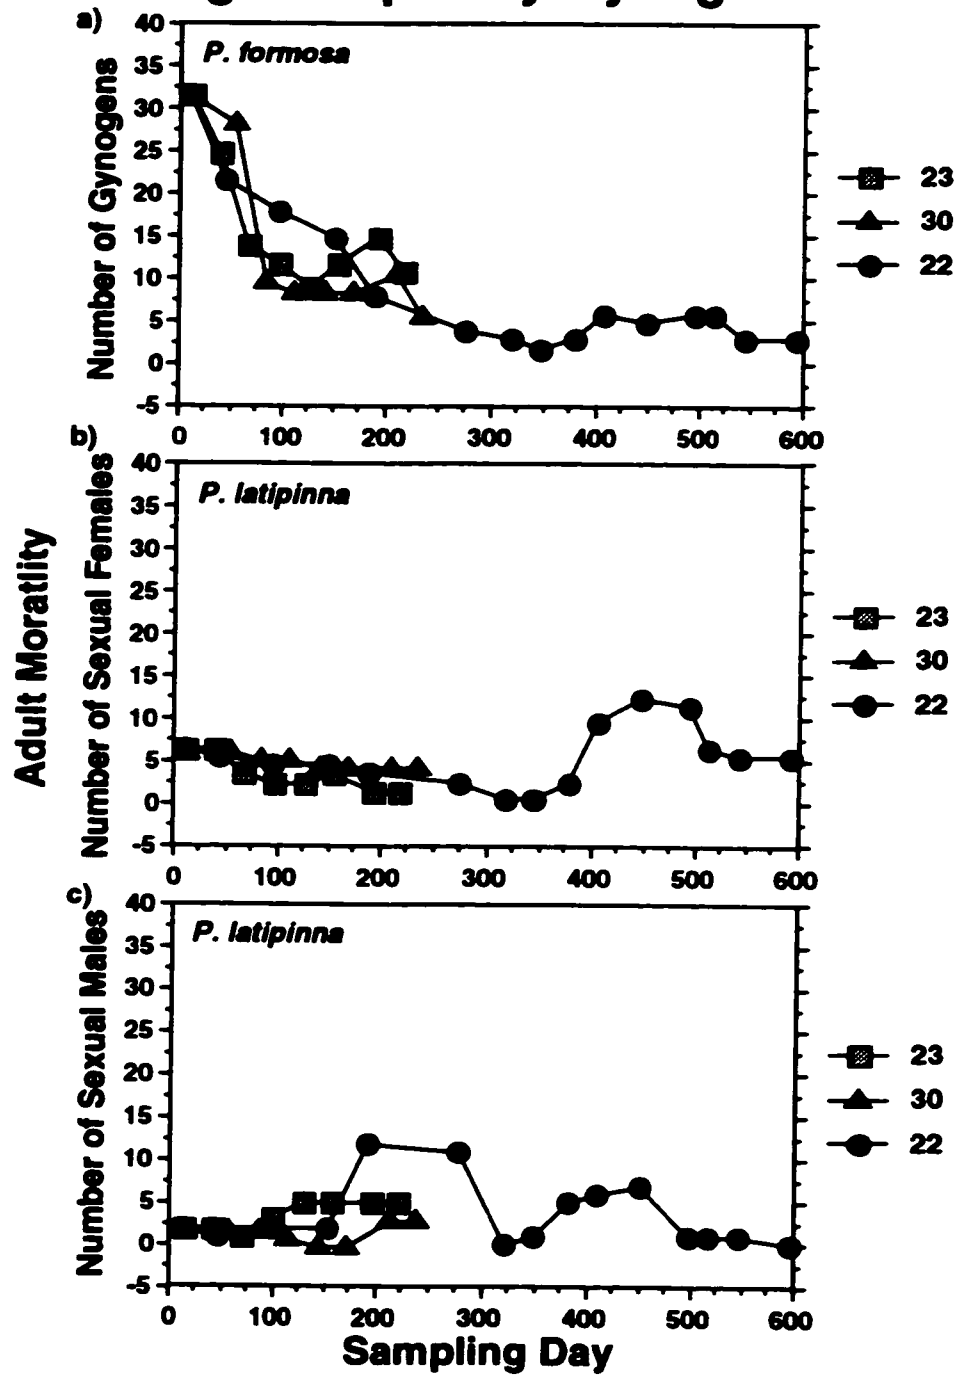 a)
40
35
30
25
20
15
10
5
0
-5
P. formosa
Number of Gynogens
0 100 200 300 400 500 600
23
30
22
b)
40
35
30
25
20
15
10
5
0
-5
P. latipinna
Number of Sexual Females
0 100 200 300 400 500 600
23
30
22
Adult Moratlity
c)
40
35
30
25
20
15
10
5
0
-5
P. latipinna
Number of Sexual Males
0 100 200 300 400 500 600
23
30
22
Sampling Day